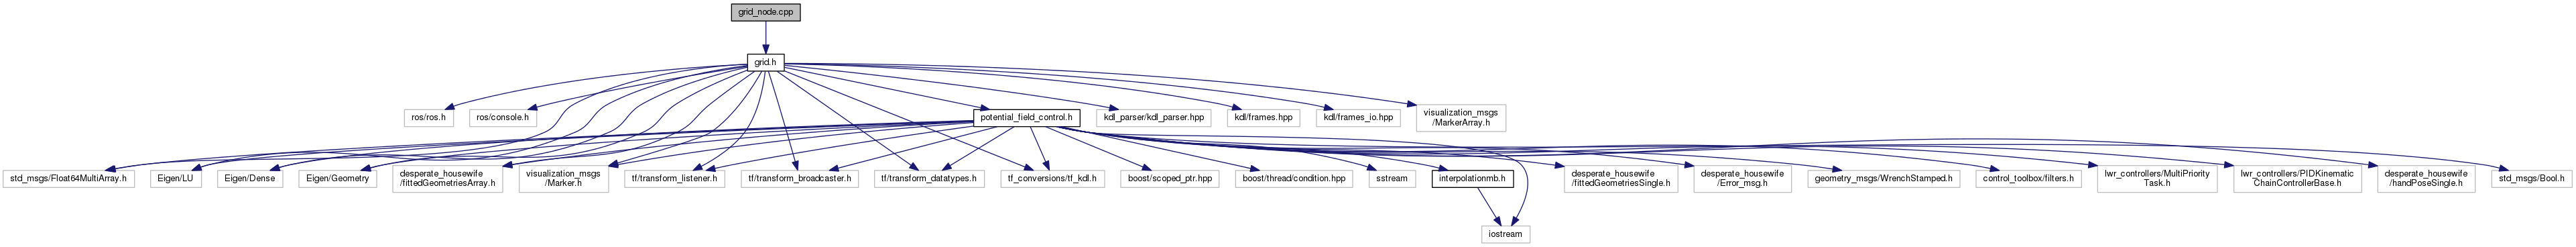 grid_node.cpp
grid.h
ros/ros.h
ros/console.h
potential_field_control.h
kdl_parser/kdl_parser.hpp
kdl/frames.hpp
kdl/frames_io.hpp
visualization_msgs
/MarkerArray.h
std_msgs/Float64MultiArray.h
Eigen/LU
Eigen/Dense
Eigen/Geometry
desperate_housewife
/fittedGeometriesArray.h
visualization_msgs
/Marker.h
tf/transform_listener.h
tf/transform_broadcaster.h
tf/transform_datatypes.h
tf_conversions/tf_kdl.h
boost/scoped_ptr.hpp
boost/thread/condition.hpp
sstream
interpolationmb.h
desperate_housewife
/fittedGeometriesSingle.h
desperate_housewife
/Error_msg.h
geometry_msgs/WrenchStamped.h
control_toolbox/filters.h
lwr_controllers/MultiPriority
Task.h
lwr_controllers/PIDKinematic
ChainControllerBase.h
desperate_housewife
/handPoseSingle.h
std_msgs/Bool.h
iostream